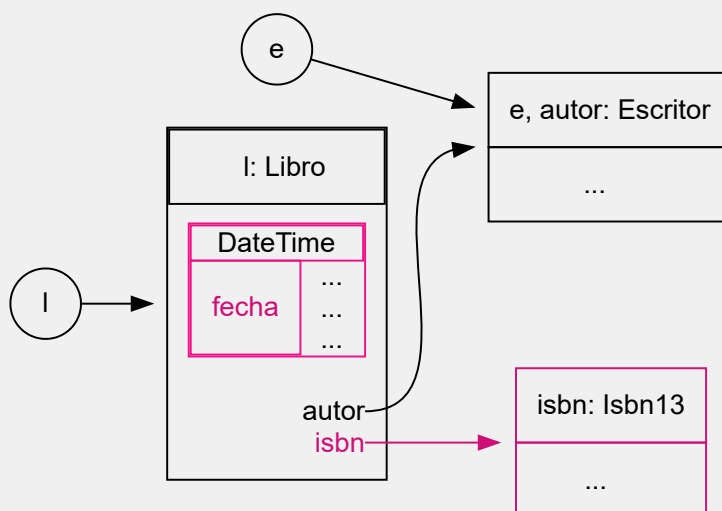 e
e, autor: Escritor
...
l: Libro
DateTime
fecha
...
...
...
l
autor
isbn
isbn: Isbn13
...